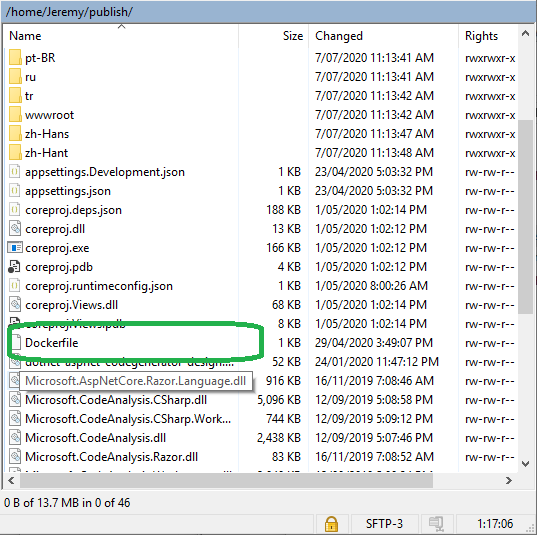 /home/Jeremy/publish/
Name Size Changed Rights
pt-BR 7/07/2020 11:13:41 AM rwxrwxr-x
ru 7/07/2020 11:13:41 AM rwxrwxr-x
tr 7/07/2020 11:13:42 AM rwxrwxr-x
wwwroot 7/07/2020 11:13:42 AM rwxrwxr-x
zh-Hans 7/07/2020 11:13:47 AM rwxrwxr-x
zh-Hant 7/07/2020 11:13:48 AM rwxrwxr-x
appsettings.Development.json 1 KB 23/04/2020 5:03:32 PM rw-rw-r--
appsettings.json 1 KB 23/04/2020 5:03:32 PM rw-rw-r--
coreproj.deps.json 188 KB 1/05/2020 1:02:14 PM rw-rw-r--
coreproj.dll 13 KB 1/05/2020 1:02:12 PM rw-rw-r--
coreproj.exe 166 KB 1/05/2020 1:02:12 PM rw-rw-r--
coreproj.pdb 4 KB 1/05/2020 1:02:12 PM rw-rw-r--
coreproj.runtimeconfig.json 1 KB 1/05/2020 8:00:26 AM rw-rw-r--
coreproj.Views.dll 68 KB 1/05/2020 1:02:14 PM rw-rw-r--
coreproj.Views.pdb 8 KB 1/05/2020 1:02:14 PM rw-rw-r--
Dockerfile 1 KB 29/04/2020 3:49:07 PM rw-rw-r--
dotnet-aspnet-codegenerator-design.... 52 KB 24/01/2020 11:47:12 PM rw-rw-r--
Microsoft.AspNetCore.Razor.Language.dll 916 KB 16/11/2019 7:08:46 AM rw-rw-r--
Microsoft.CodeAnalysis.CSharp.dll 5,096 KB 12/09/2019 5:08:58 PM rw-rw-r--
Microsoft.CodeAnalysis.CSharp.Work... 744 KB 12/09/2019 5:09:12 PM rw-rw-r--
Microsoft.CodeAnalysis.dll 2,438 KB 12/09/2019 5:07:46 PM rw-rw-r--
Microsoft.CodeAnalysis.Razor.dll 83 KB 16/11/2019 7:08:52 AM rw-rw-r--
0 B of 13.7 MB in 0 of 46
SFTP-3 1:17:06